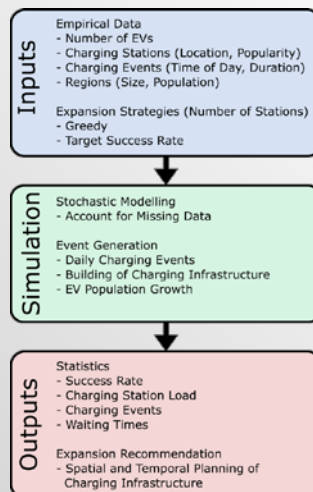 Inputs
Empirical Data
- Number of EVs
- Charging Stations (Location, Popularity)
- Charging Events (Time of Day, Duration)
- Regions (Size, Population)
Expansion Strategies (Number of Stations)
- Greedy
- Target Success Rate
Simulation
Stochastic Modelling
- Account for Missing Data
Event Generation
- Daily Charging Events
- Building of Charging Infrastructure
- EV Population Growth
Outputs
Statistics
- Success Rate
- Charging Station Load
- Charging Events
- Waiting Times
Expansion Recommendation
- Spatial and Temporal Planning of
Charging Infrastructure